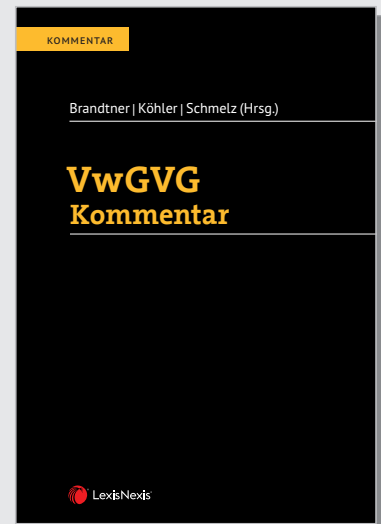 KOMMENTAR
Brandtner | Köhler | Schmelz (Hrsg.)
VwGVG
Kommentar
LexisNexis